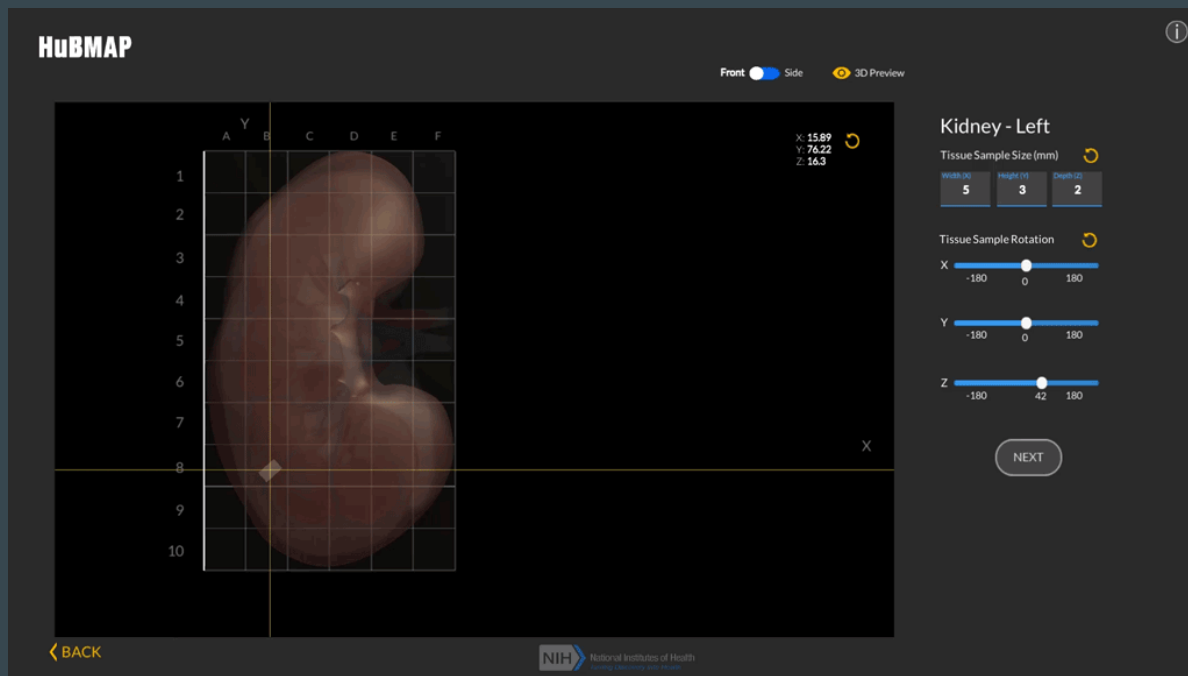 HuBMAP
i
Front Side 3D Preview
Y
A B C D E F
X: 15.89
Y: 76.22
Z: 16.3
1
2
3
4
5
6
7
8
9
10
X
Kidney - Left
Tissue Sample Size (mm)
Width (X) Height (Y) Depth (Z)
5 3 2
Tissue Sample Rotation
X
-180 0 180
Y
-180 0 180
Z
-180 42 180
NEXT
BACK
NIH National Institutes of Health